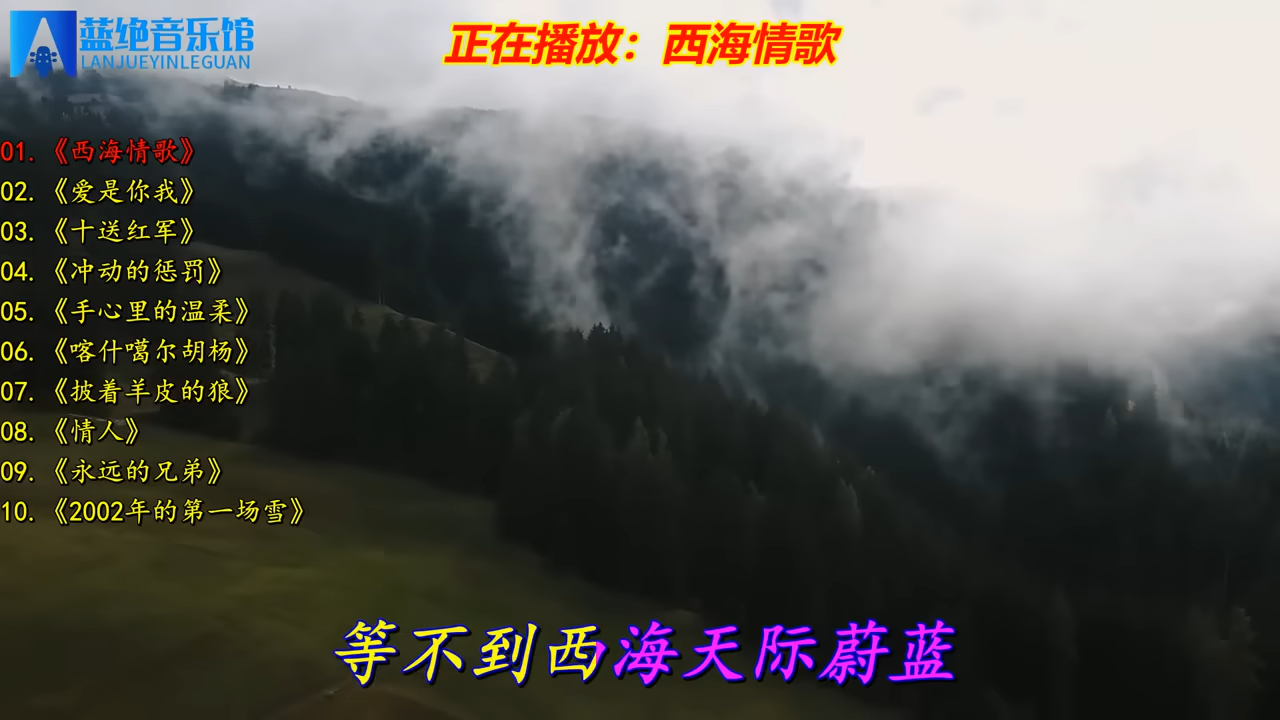 蓝绝音乐馆
LANJUEYINLEGUAN
正在播放：西海情歌
01.《西海情歌》
02.《爱是你我》
03.《十送红军》
04.《冲动的惩罚》
05.《手心里的温柔》
06.《喀什噶尔胡杨》
07.《披着羊皮的狼》
08.《情人》
09.《永远的兄弟》
10.《2002年的第一场雪》
等不到西海天际蔚蓝